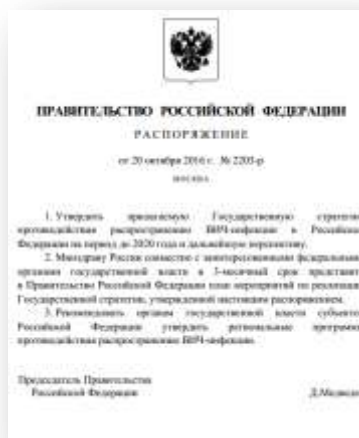 ПРАВИТЕЛЬСТВО РОССИЙСКОЙ ФЕДЕРАЦИИ
РАСПОРЯЖЕНИЕ
от 20 октября 2016 г. № 2203-р
МОСКВА
1. Утвердить прилагаемую Государственную стратегию
противодействия распространению ВИЧ-инфекции в Российской
Федерации на период до 2020 года и дальнейшую перспективу.
2. Минздраву России совместно с заинтересованными федеральными
органами государственной власти в 3-месячный срок представить
в Правительство Российской Федерации план мероприятий по реализации
Государственной стратегии, утвержденной настоящим распоряжением.
3. Рекомендовать органам государственной власти субъектов
Российской Федерации утвердить региональные программы
противодействия распространению ВИЧ-инфекции.
Председатель Правительства
Российской Федерации Д.Медведев